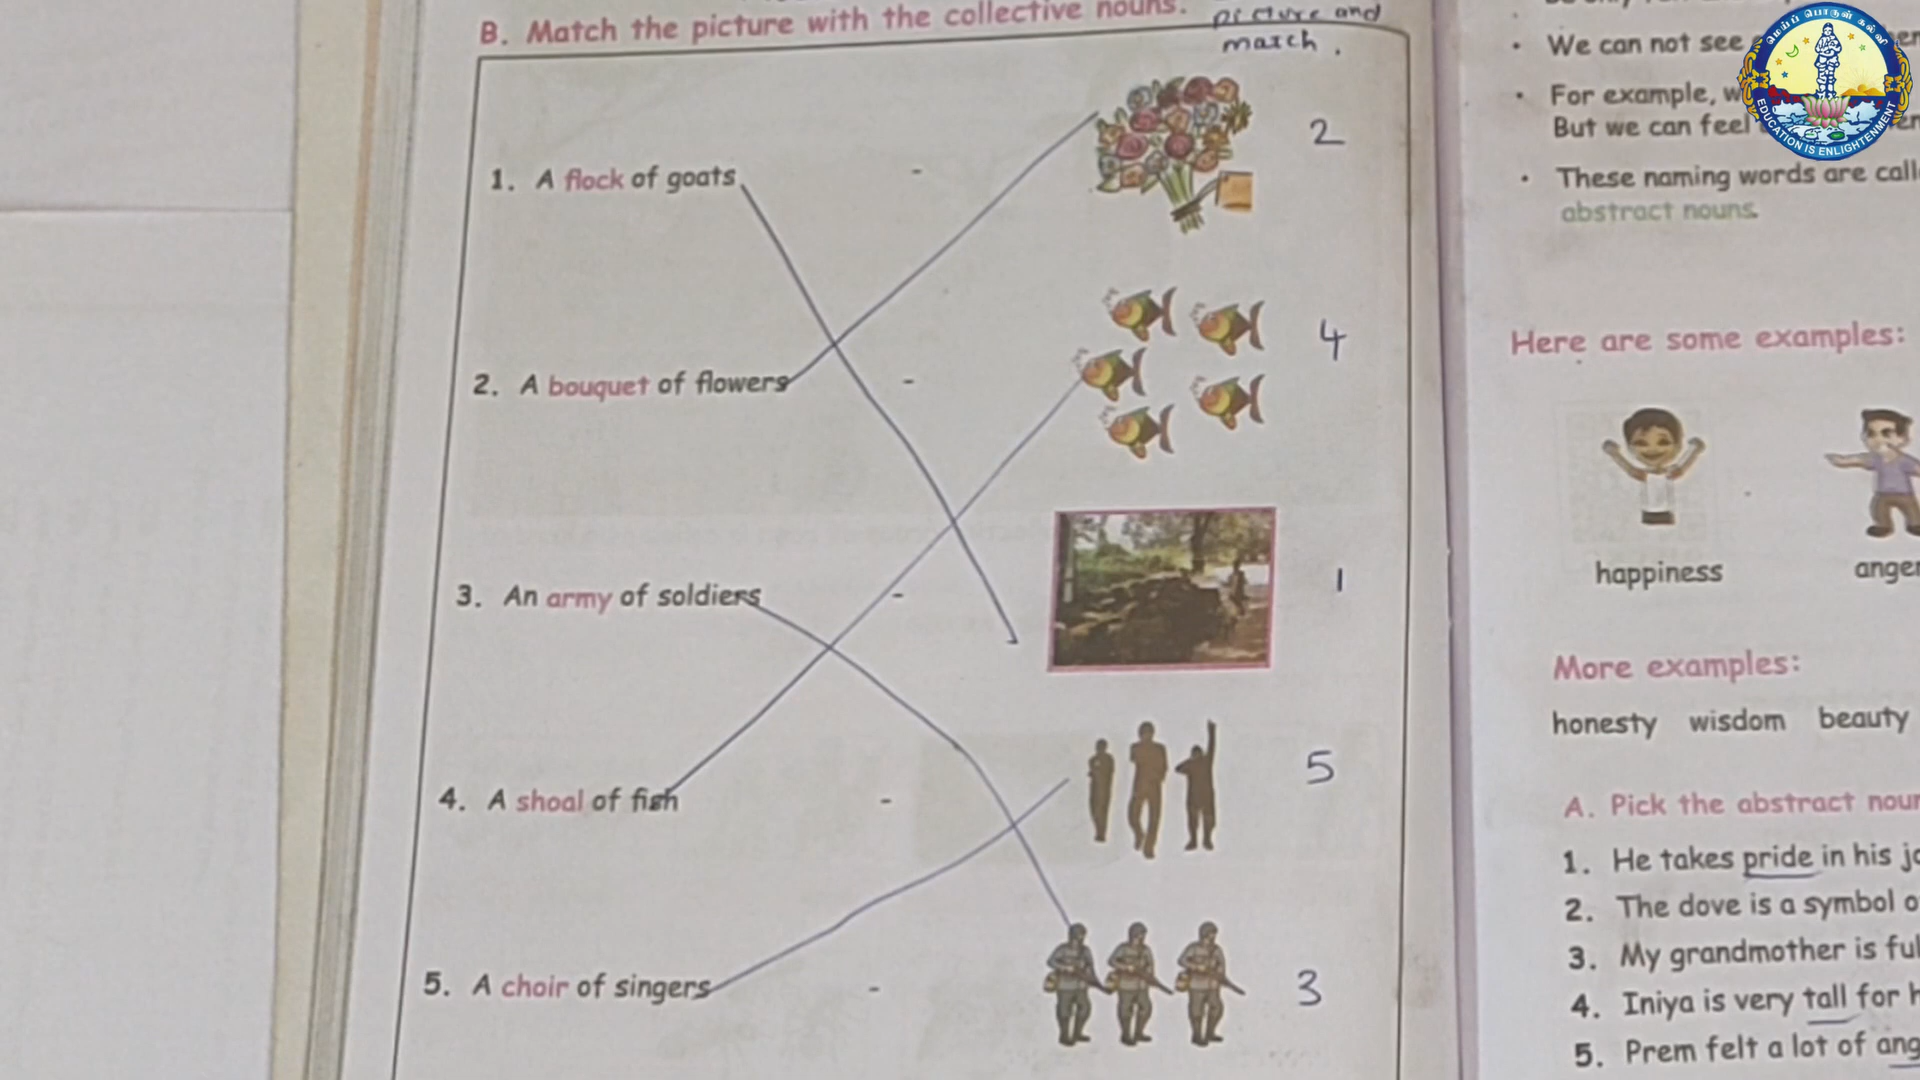 B. Match the picture with the collective nouns.
picture and
match.
2
1. A flock of goats -
4
2. A bouquet of flowers -
1
3. An army of soldiers -
5
4. A shoal of fish -
5. A choir of singers -
3
• We can not see
• For example,
But we can feel
• These naming words are
abstract nouns.
Here are some examples:
happiness
More examples:
honesty wisdom beauty
A. Pick the abstract
1. He takes pride in his
2. The dove is a symbol
3. My grandmother is
4. Iniya is very tall for
5. Prem felt a lot of
மெய்ப் பொருள் கல்வி
EDUCATION IS ENLIGHTENMENT